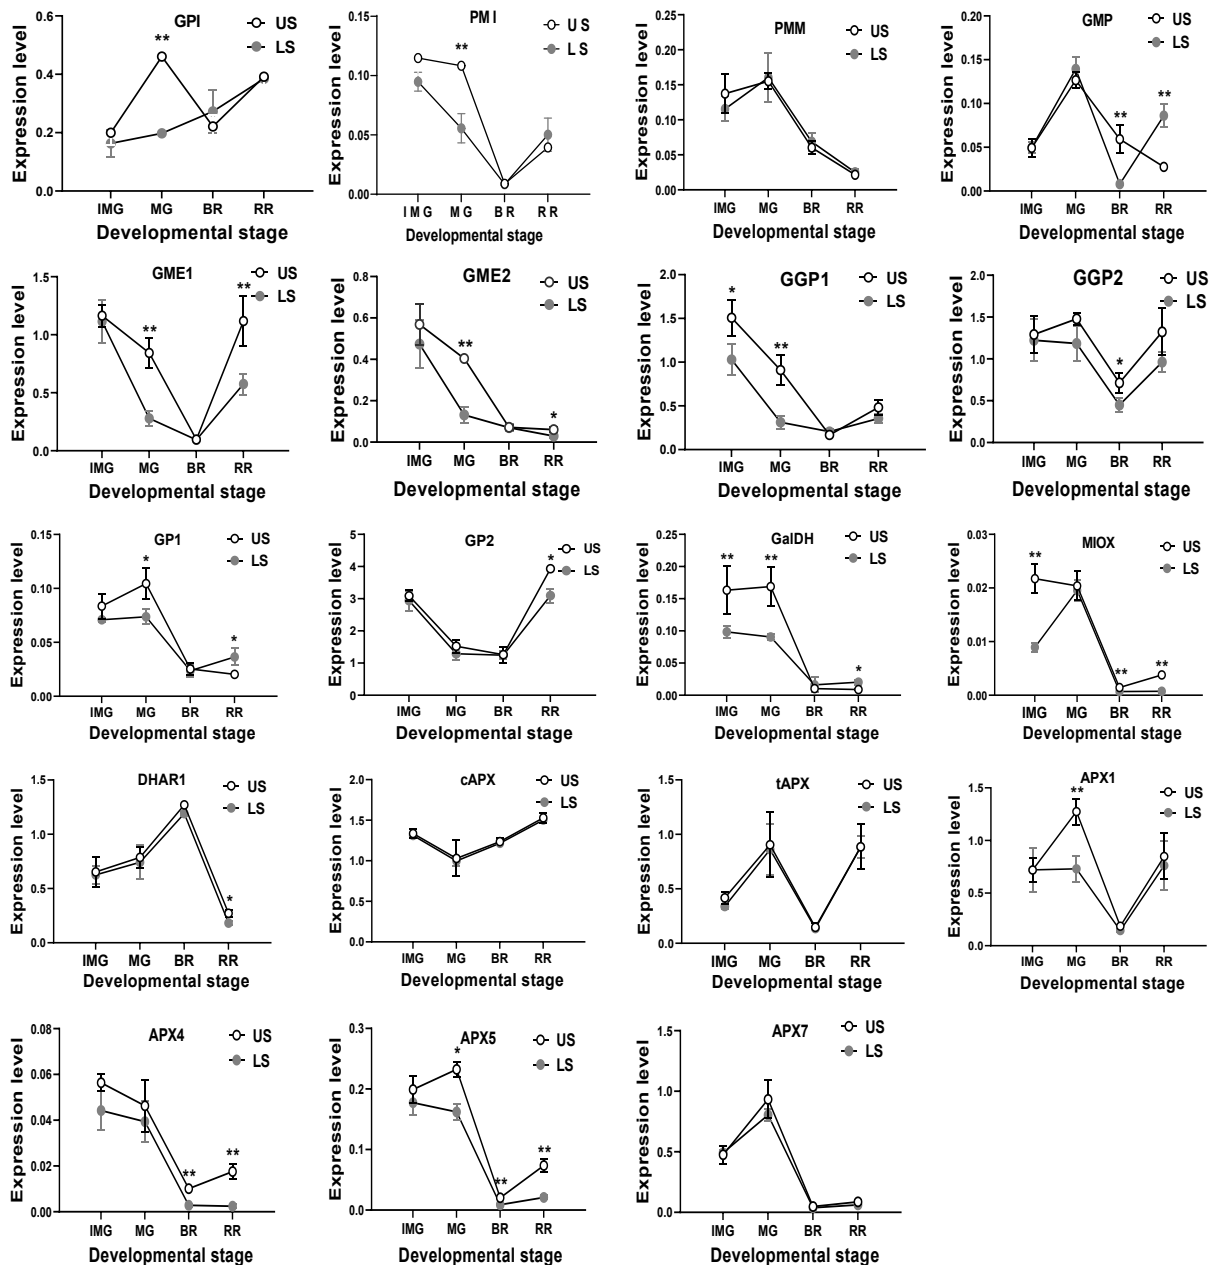 GPI
US
LS
**
Expression level
0.6
0.4
0.2
0.0
IMG MG BR RR
Developmental stage
PM I
U S
L S
**
Expression level
0.15
0.10
0.05
0.00
I M G M G B R R R
Developmental stage
PMM
US
LS
Expression level
0.25
0.20
0.15
0.10
0.05
0.00
IMG MG BR RR
Developmental stage
GMP
US
LS
** **
Expression level
0.20
0.15
0.10
0.05
0.00
IMG MG BR RR
Developmental stage
GME1
US
LS
** **
Expression level
1.5
1.0
0.5
0.0
IMG MG BR RR
Developmental stage
GME2
US
LS
** *
Expression level
0.8
0.6
0.4
0.2
0.0
IMG MG BR RR
Developmental stage
GGP1
US
LS
* **
Expression level
2.0
1.5
1.0
0.5
0.0
IMG MG BR RR
Developmental stage
GGP2
US
LS
*
Expression level
2.0
1.5
1.0
0.5
0.0
IMG MG BR RR
Developmental stage
GP1
US
LS
* *
Expression level
0.15
0.10
0.05
0.00
IMG MG BR RR
Developmental stage
GP2
US
LS
*
Expression level
5
4
3
2
1
0
IMG MG BR RR
Developmental stage
GalDH
US
LS
** ** *
Expression level
0.25
0.20
0.15
0.10
0.05
0.00
IMG MG BR RR
Developmental stage
MIOX
US
LS
** ** **
Expression level
0.03
0.02
0.01
0.00
IMG MG BR RR
Developmental stage
DHAR1
US
LS
*
Expression level
1.5
1.0
0.5
0.0
IMG MG BR RR
Developmental stage
cAPX
US
LS
Expression level
2.0
1.5
1.0
0.5
0.0
IMG MG BR RR
Developmental stage
tAPX
US
LS
Expression level
1.5
1.0
0.5
0.0
IMG MG BR RR
Developmental stage
APX1
US
LS
**
Expression level
1.5
1.0
0.5
0.0
IMG MG BR RR
Developmental stage
APX4
US
LS
** **
Expression level
0.08
0.06
0.04
0.02
0.00
IMG MG BR RR
Developmental stage
APX5
US
LS
* ** **
Expression level
0.3
0.2
0.1
0.0
IMG MG BR RR
Developmental stage
APX7
US
LS
Expression level
1.5
1.0
0.5
0.0
IMG MG BR RR
Developmental stage